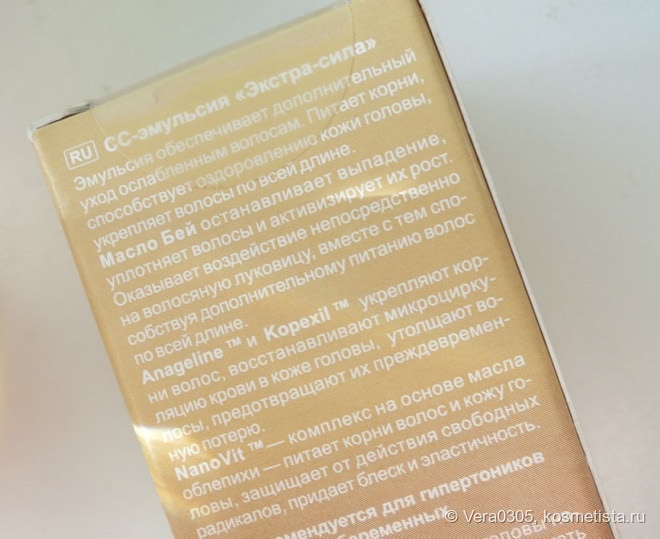 RU СС-эмульсия «Экстра-сила»
Эмульсия обеспечивает дополнительный
уход ослабленным волосам. Питает корни,
способствует оздоровлению кожи головы,
укрепляет волосы по всей длине.
Масло Бей останавливает выпадение,
уплотняет волосы и активизирует их рост.
Оказывает воздействие непосредственно
на волосяную луковицу, вместе с тем спо-
собствуя дополнительному питанию волос
по всей длине.
Anageline ™ и Kopexil ™ укрепляют кор-
ни волос, восстанавливают микроцирку-
ляцию крови в коже головы, утолщают во-
лосы, предотвращают их преждевремен-
ную потерю.
NanoVit ™ — комплекс на основе масла
облепихи — питает корни волос и кожу го-
ловы, защищает от действия свободных
радикалов, придает блеск и эластичность.
мендуется для гипертоников
беременных
© Vera0305, kosmetista.ru